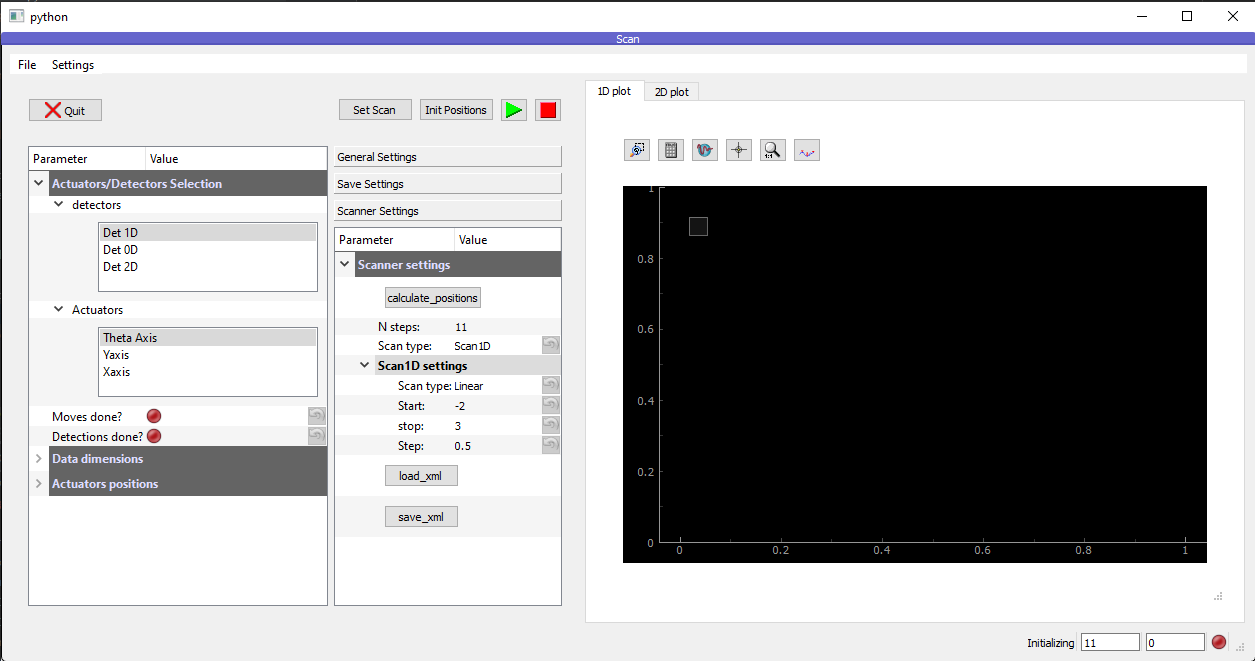 python
Scan
File Settings
Quit
Set Scan
Init Positions
Parameter Value
Actuators/Detectors Selection
detectors
Det 1D
Det 0D
Det 2D
Actuators
Theta Axis
Yaxis
Xaxis
Moves done?
Detections done?
Data dimensions
Actuators positions
General Settings
Save Settings
Scanner Settings
Parameter Value
Scanner settings
calculate_positions
N steps: 11
Scan type: Scan1D
Scan1D settings
Scan type: Linear
Start: -2
stop: 3
Step: 0.5
load_xml
save_xml
1D plot 2D plot
1:1
1
0.8
0.6
0.4
0.2
0
0 0.2 0.4 0.6 0.8 1
Initializing 11 0